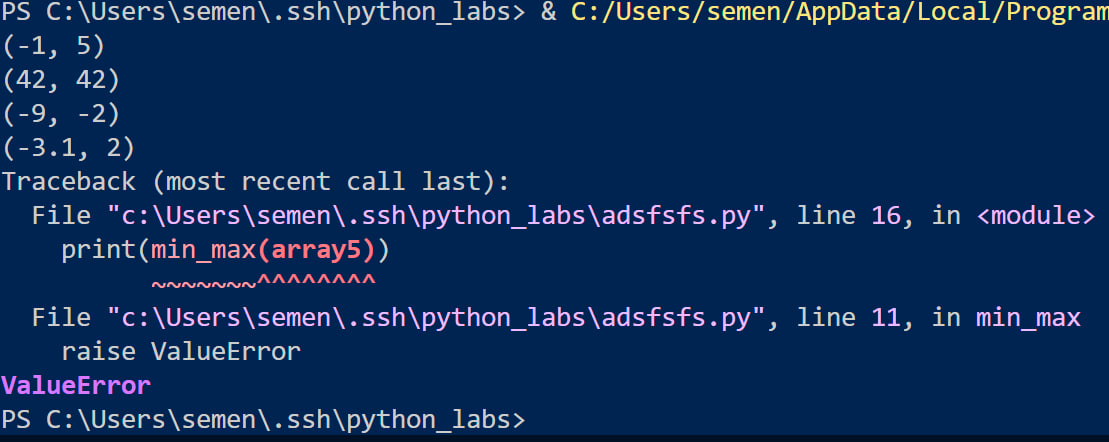 PS C:\Users\semen\.ssh\python_labs> & C:/Users/semen/AppData/Local/Program
(-1, 5)
(42, 42)
(-9, -2)
(-3.1, 2)
Traceback (most recent call last):
  File "c:\Users\semen\.ssh\python_labs\adsfsfs.py", line 16, in <module>
    print(min_max(array5))
          ~~~~~~~^^^^^^^^
  File "c:\Users\semen\.ssh\python_labs\adsfsfs.py", line 11, in min_max
    raise ValueError
ValueError
PS C:\Users\semen\.ssh\python_labs>